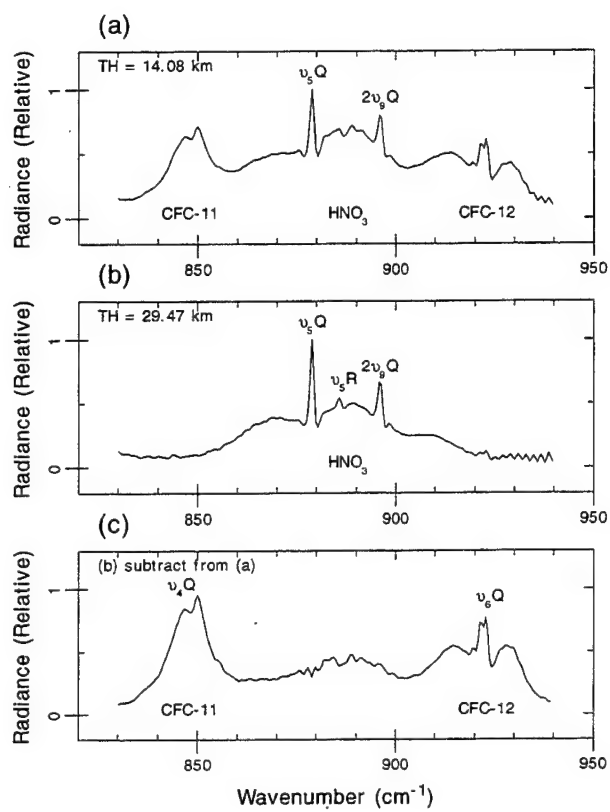 (a)
TH = 14.08 km
υ₅Q
2υ₉Q
1
0
CFC-11
HNO₃
CFC-12
Radiance (Relative)
850
900
950
(b)
TH = 29.47 km
υ₅Q
υ₅R
2υ₉Q
1
0
HNO₃
Radiance (Relative)
850
900
950
(c)
(b) subtract from (a)
υ₄Q
υ₆Q
1
0
CFC-11
CFC-12
Radiance (Relative)
850
900
950
Wavenumber (cm⁻¹)